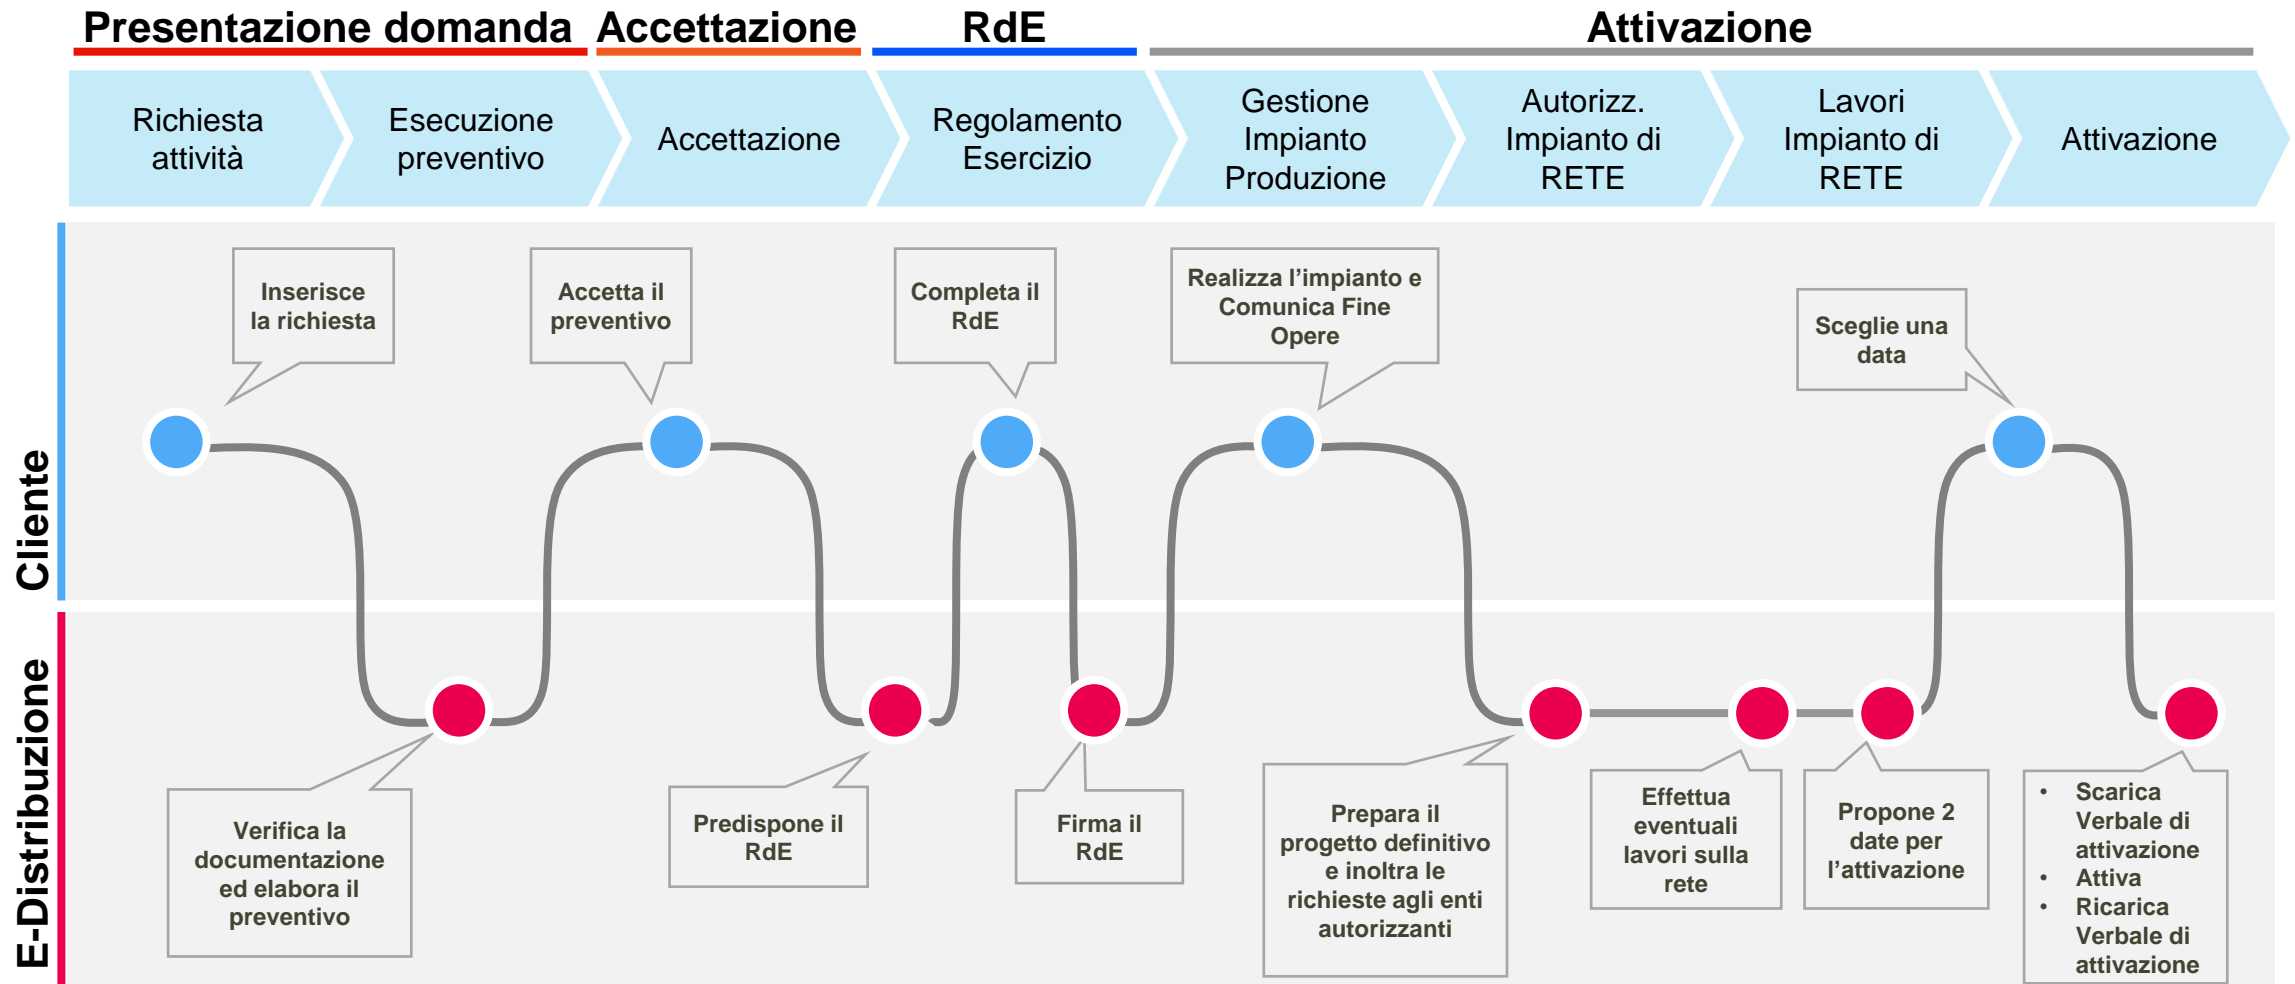 Presentazione domanda
Accettazione
RdE
Attivazione
Richiesta
attività
Esecuzione
preventivo
Accettazione
Regolamento
Esercizio
Gestione
Impianto
Produzione
Autorizz.
Impianto di
RETE
Lavori
Impianto di
RETE
Attivazione
Cliente
Inserisce
la richiesta
Accetta il
preventivo
Completa il
RdE
Realizza l’impianto e
Comunica Fine
Opere
Sceglie una
data
E-Distribuzione
Verifica la
documentazione
ed elabora il
preventivo
Predispone il
RdE
Firma il
RdE
Prepara il
progetto definitivo
e inoltra le
richieste agli enti
autorizzanti
Effettua
eventuali
lavori sulla
rete
Propone 2
date per
l’attivazione
• Scarica
Verbale di
attivazione
• Attiva
• Ricarica
Verbale di
attivazione